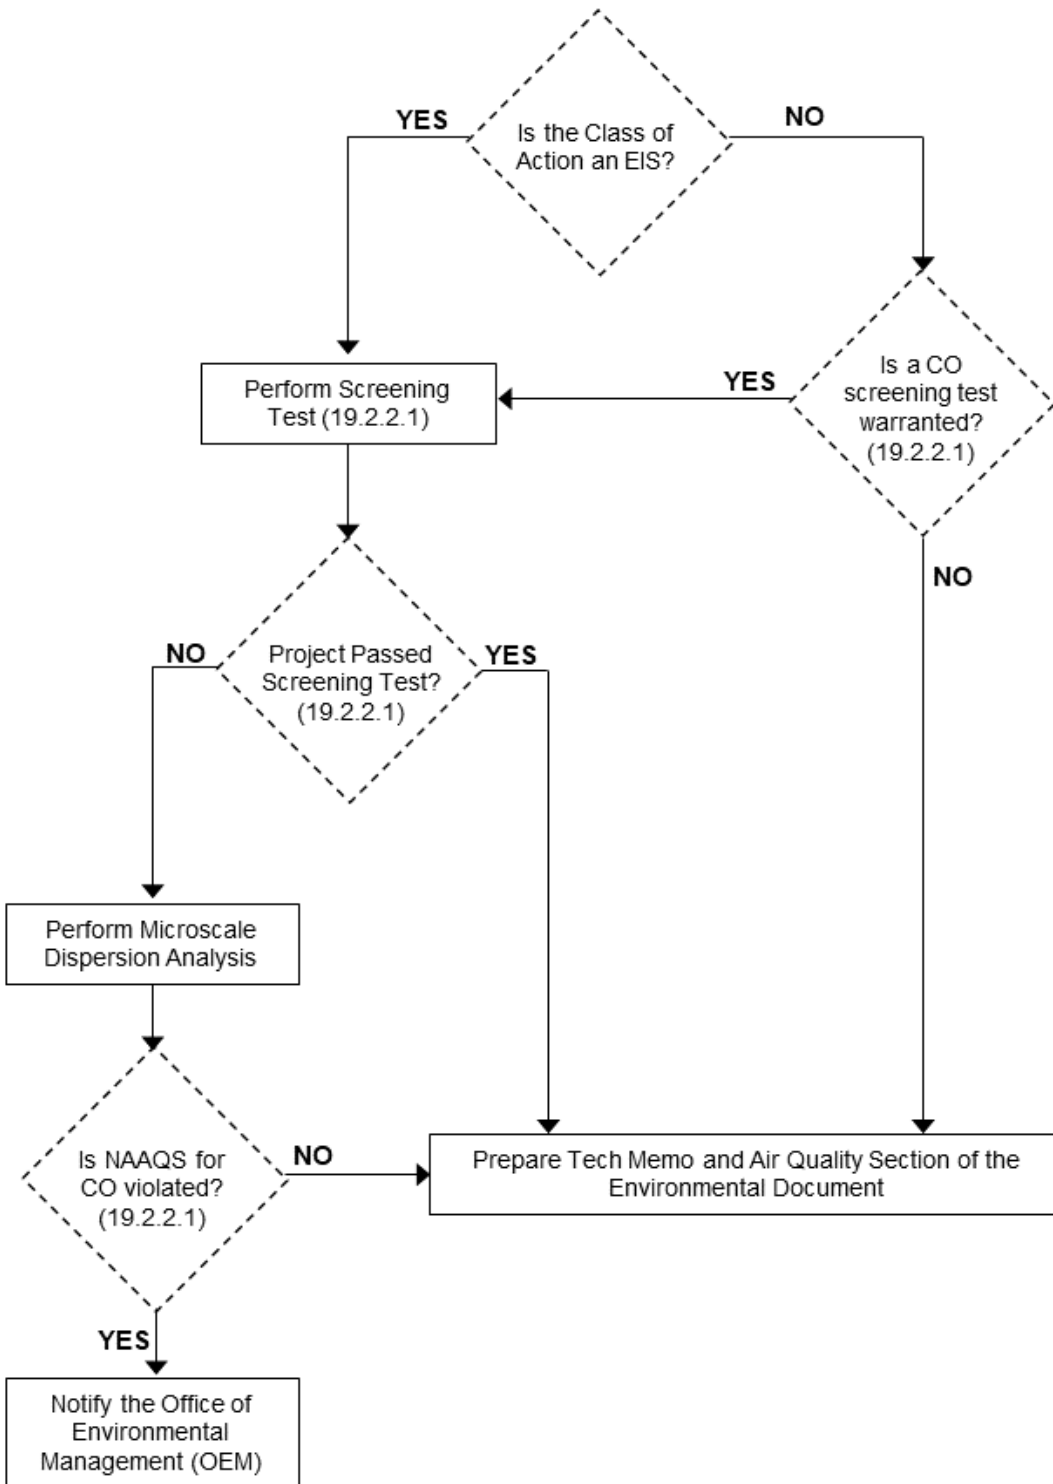 Is the Class of
Action an EIS?
YES
NO
Is a CO
screening test
warranted?
(19.2.2.1)
YES
NO
Perform Screening
Test (19.2.2.1)
Project Passed
Screening Test?
(19.2.2.1)
NO
YES
Perform Microscale
Dispersion Analysis
Is NAAQS for
CO violated?
(19.2.2.1)
NO
YES
Prepare Tech Memo and Air Quality Section of the
Environmental Document
Notify the Office of
Environmental
Management (OEM)